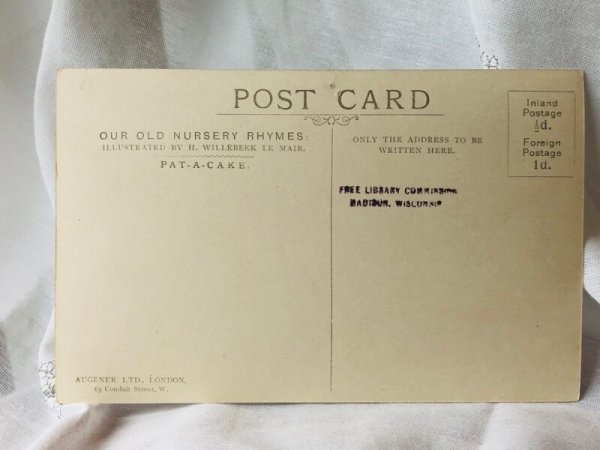 POST CARD
OUR OLD NURSERY RHYMES:
ILLUSTRATED BY H. WILLEBEEK LE MAIR.
PAT-A-CAKE.
ONLY THE ADDRESS TO BE
WRITTEN HERE.
Inland
Postage
½d.
Foreign
Postage
1d.
FREE LIBRARY COMMISSION
MADISON, WISCONSIN
AUGENER LTD., LONDON,
63 Conduit Street, W.